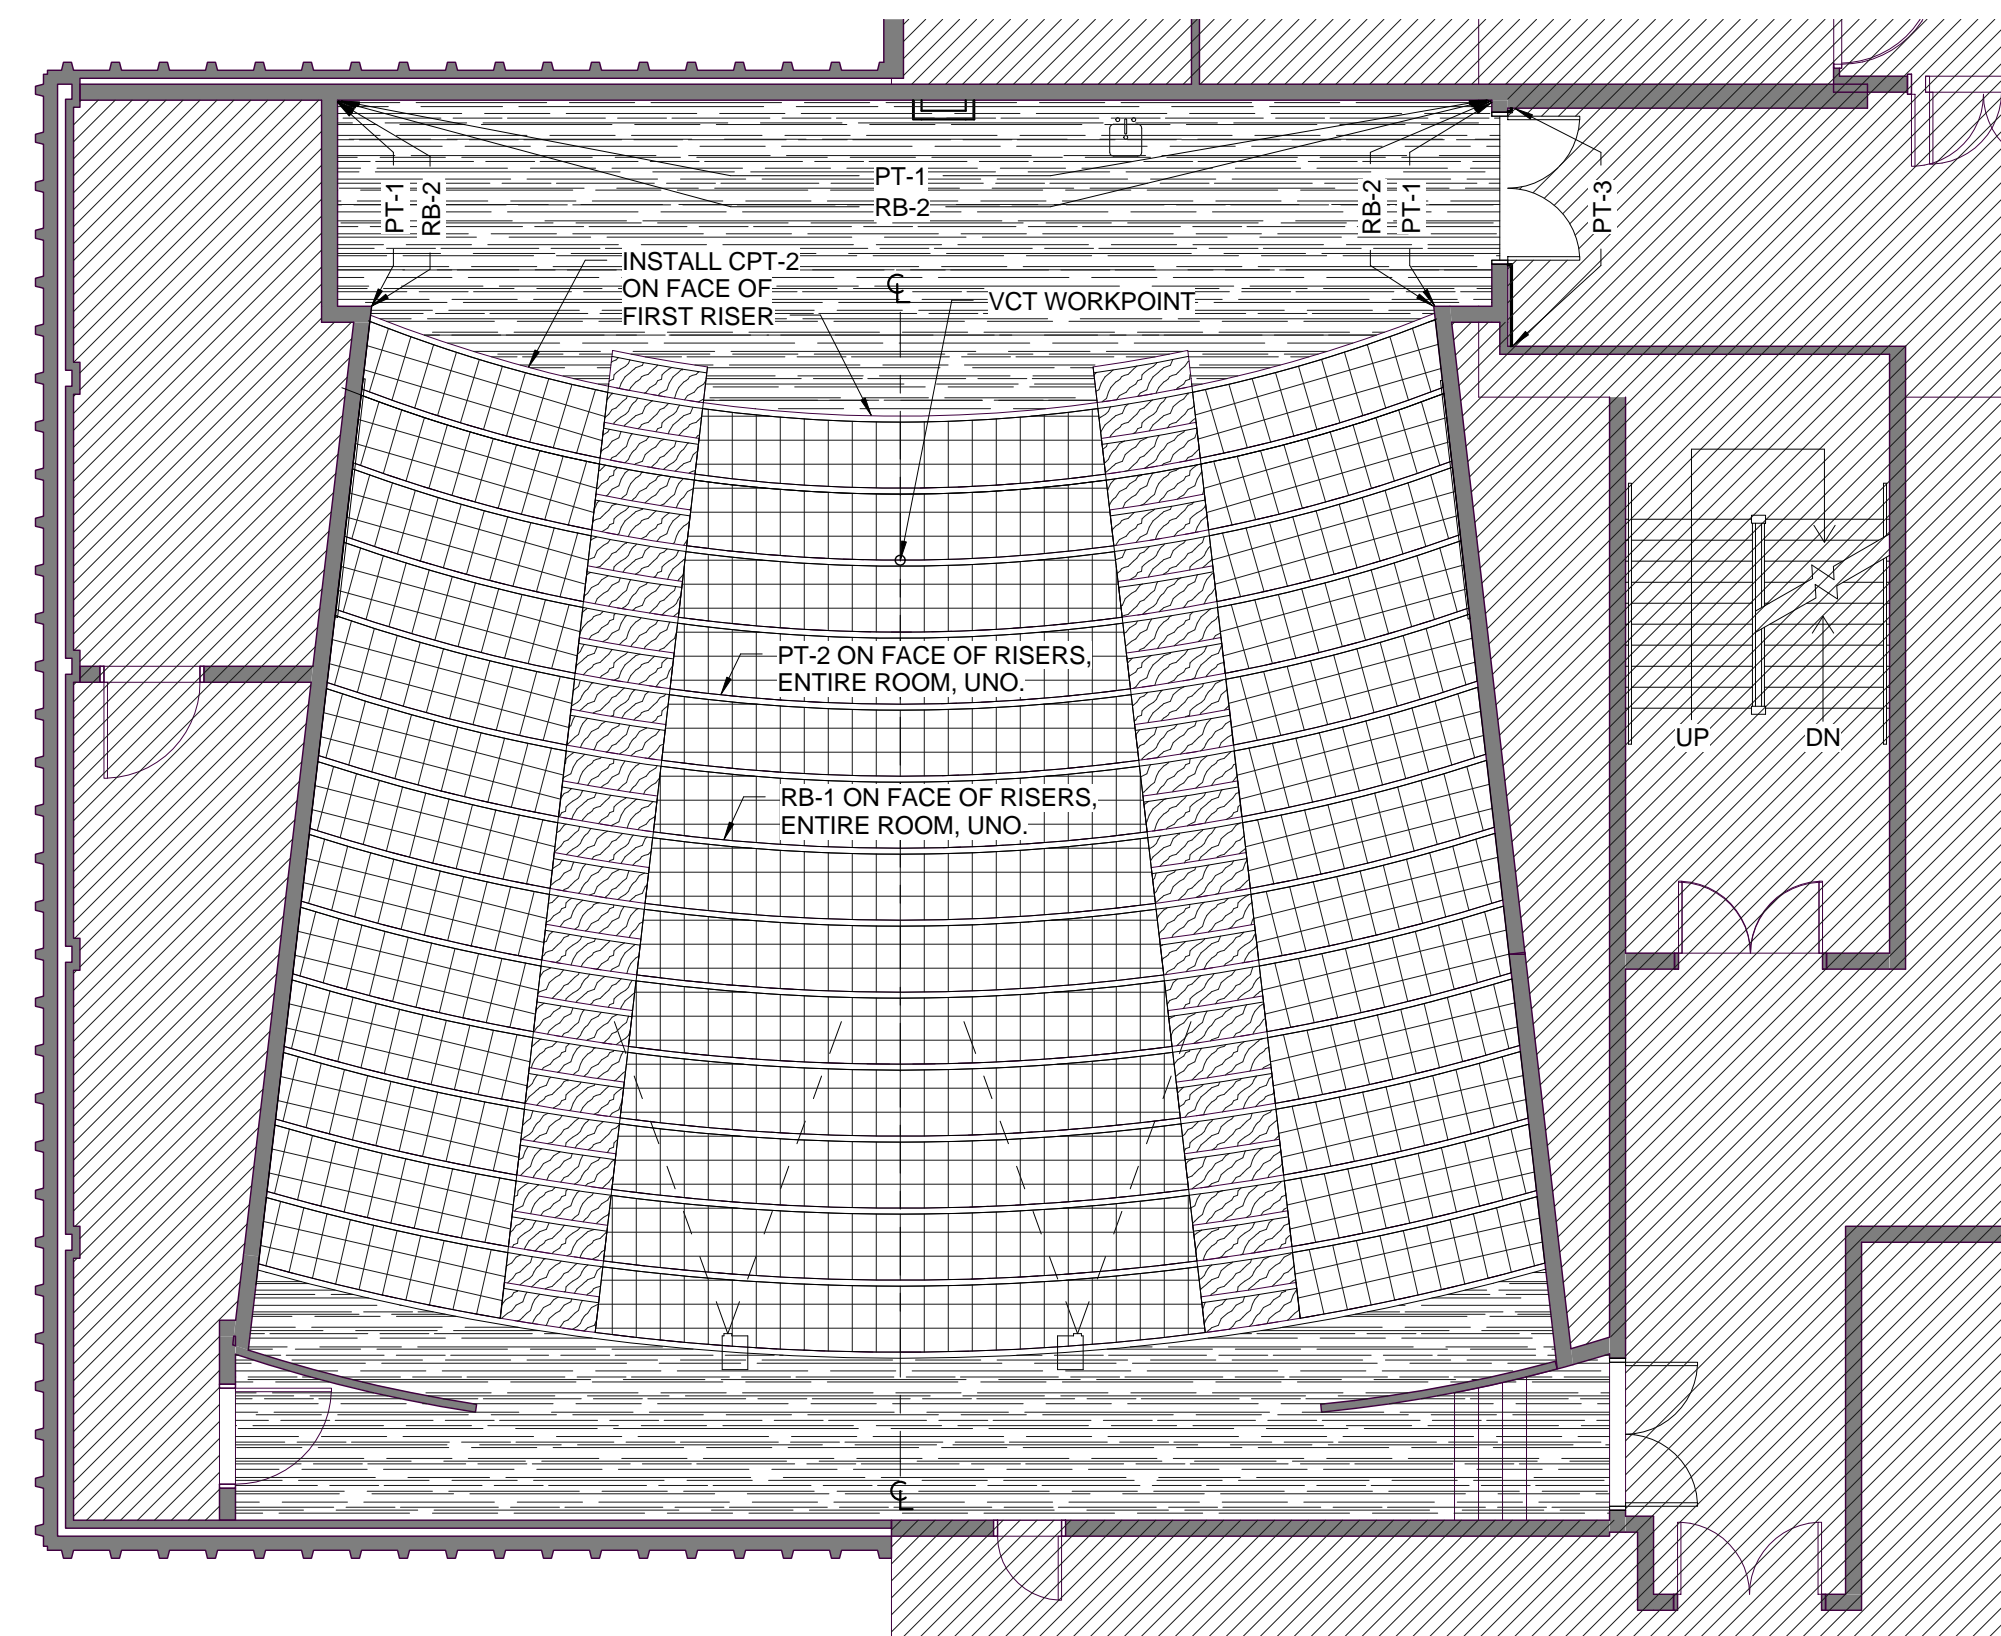 PT-1
RB-2
PT-1
RB-2
RB-2
PT-1
PT-3
INSTALL CPT-2
ON FACE OF
FIRST RISER
℄
VCT WORKPOINT
PT-2 ON FACE OF RISERS,
ENTIRE ROOM, UNO.
RB-1 ON FACE OF RISERS,
ENTIRE ROOM, UNO.
UP
DN
℄